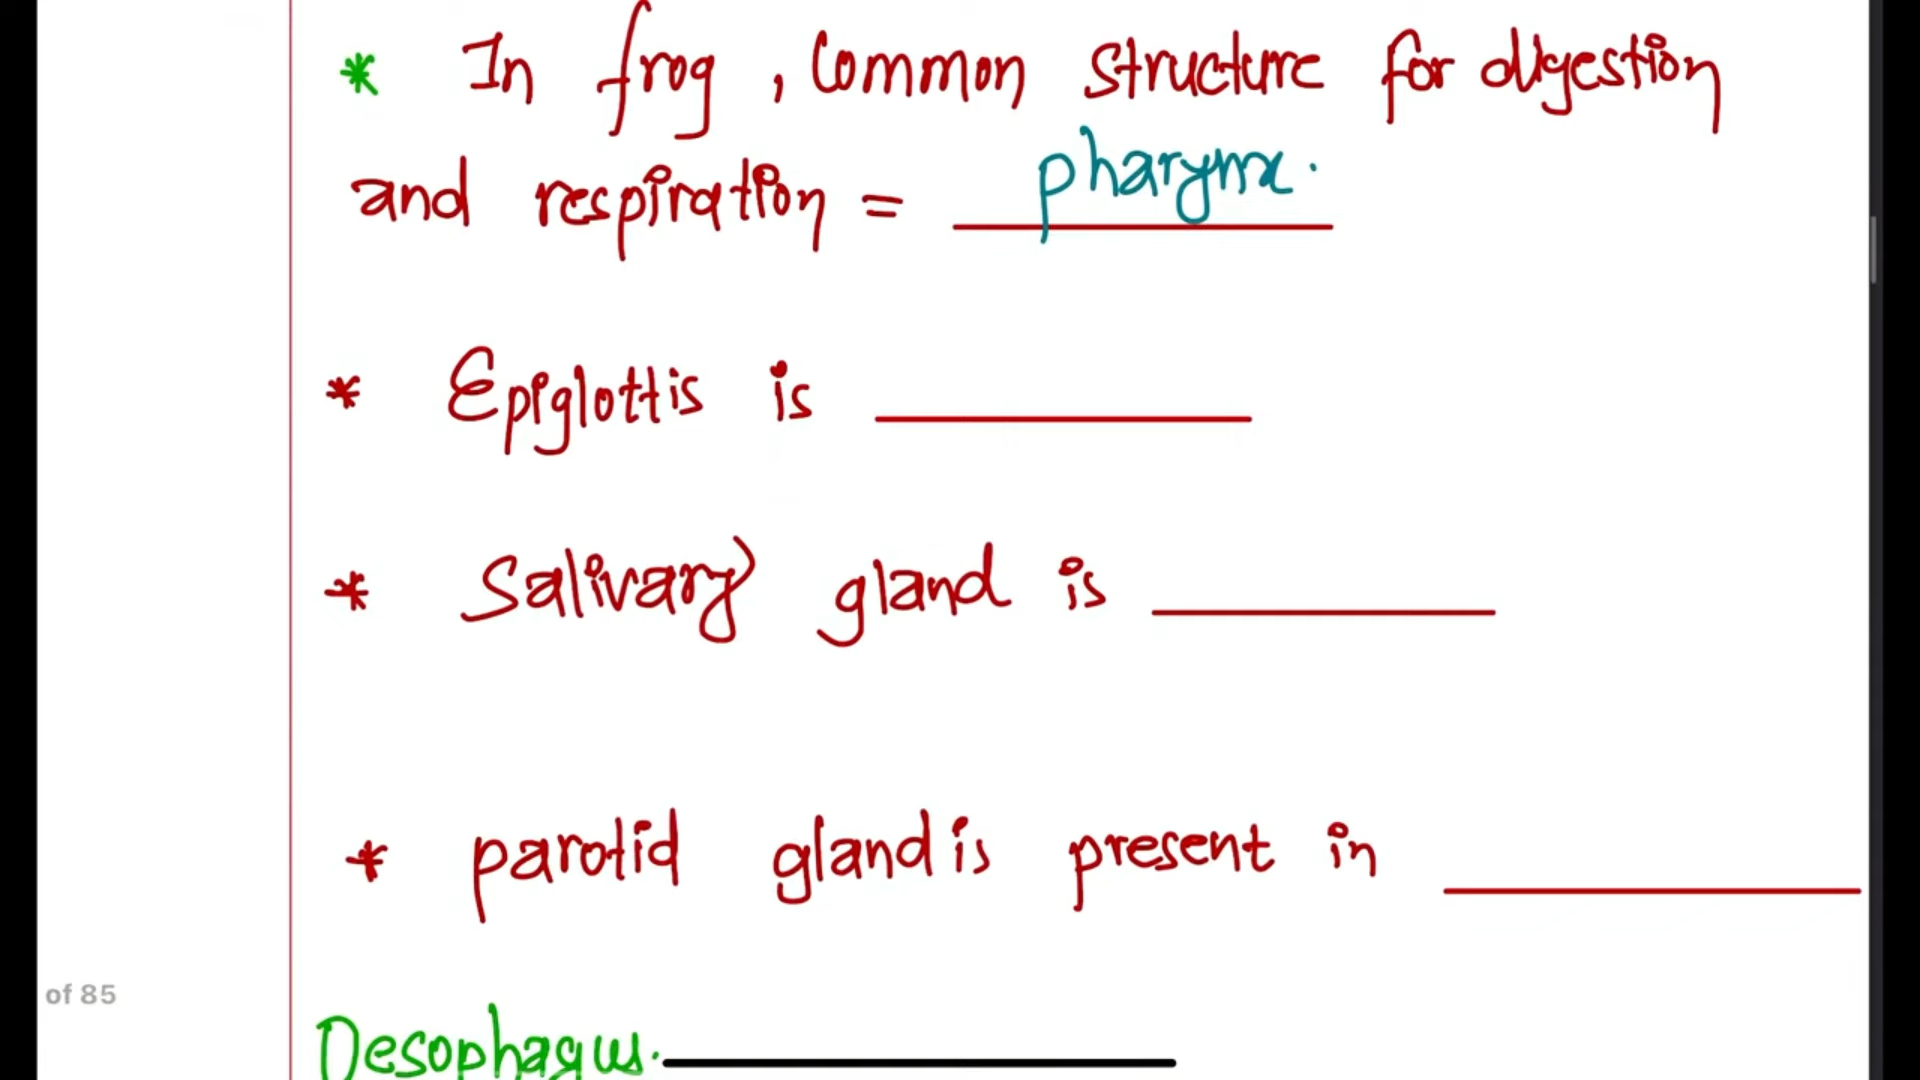 * In frog, Common structure for digestion
and respiration = pharynx.
* Epiglottis is
* Salivary gland is
* parotid gland is present in
of 85
Oesophagus.